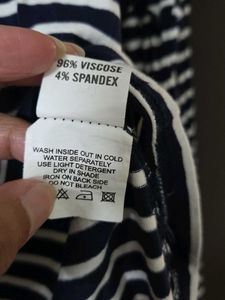 96% VISCOSE
4% SPANDEX
WASH INSIDE OUT IN COLD
WATER SEPARATELY
USE LIGHT DETERGENT
DRY IN SHADE
IRON ON BACK SIDE
DO NOT BLEACH